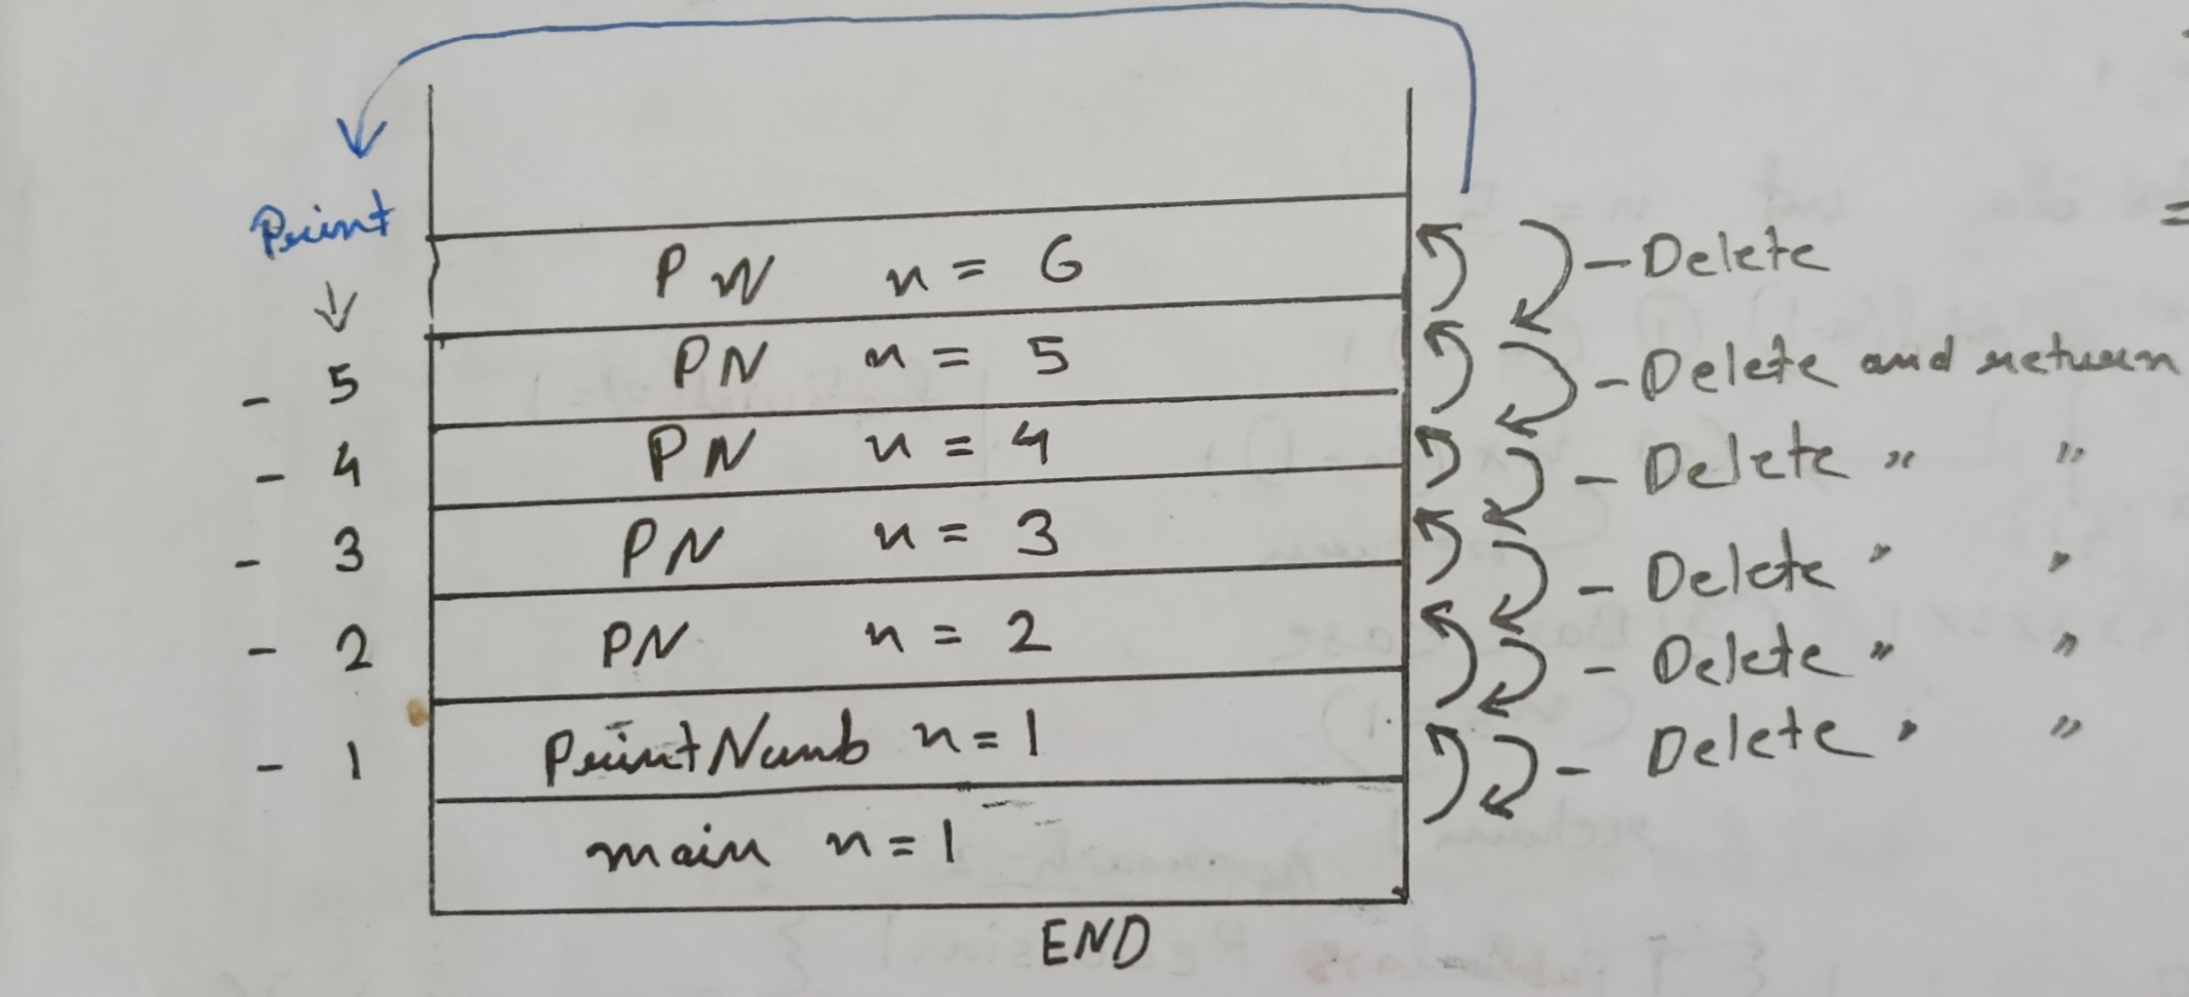 Print
PN n = 6 - Delete
- 5 PN n = 5 - Delete and return
- 4 PN n = 4 - Delete " "
- 3 PN n = 3 - Delete " "
- 2 PN n = 2 - Delete " "
- 1 PrintNumb n = 1 - Delete " "
main n = 1
END